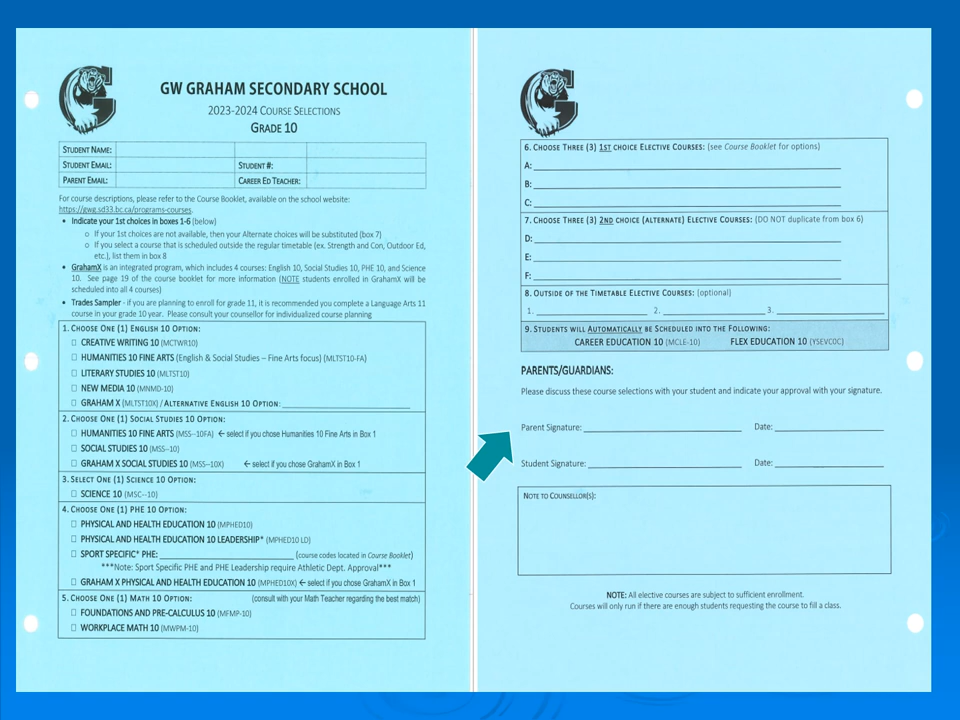 GW GRAHAM SECONDARY SCHOOL
2023-2024 COURSE SELECTIONS
GRADE 10
STUDENT NAME:
STUDENT EMAIL: STUDENT #:
PARENT EMAIL: CAREER ED TEACHER:
For course descriptions, please refer to the Course Booklet, available on the school website:
https://gwg.sd33.bc.ca/programs-courses.
• Indicate your 1st choices in boxes 1-6 (below)
o If your 1st choices are not available, then your Alternate choices will be substituted (box 7)
o If you select a course that is scheduled outside the regular timetable (ex. Strength and Con, Outdoor Ed,
etc.), list them in box 8
• GrahamX is an integrated program, which includes 4 courses: English 10, Social Studies 10, PHE 10, and Science
10. See page 19 of the course booklet for more information (NOTE students enrolled in GrahamX will be
scheduled into all 4 courses)
• Trades Sampler - if you are planning to enroll for grade 11, it is recommended you complete a Language Arts 11
course in your grade 10 year. Please consult your counsellor for individualized course planning
1. CHOOSE ONE (1) ENGLISH 10 OPTION:
☐ CREATIVE WRITING 10 (MCTWR10)
☐ HUMANITIES 10 FINE ARTS (English & Social Studies – Fine Arts focus) (MLTST10-FA)
☐ LITERARY STUDIES 10 (MLTST10)
☐ NEW MEDIA 10 (MNMD-10)
☐ GRAHAM X (MLTST10X) / ALTERNATIVE ENGLISH 10 OPTION:
2. CHOOSE ONE (1) SOCIAL STUDIES 10 OPTION:
☐ HUMANITIES 10 FINE ARTS (MSS--10FA) ← select if you chose Humanities 10 Fine Arts in Box 1
☐ SOCIAL STUDIES 10 (MSS--10)
☐ GRAHAM X SOCIAL STUDIES 10 (MSS--10X) ← select if you chose GrahamX in Box 1
3. SELECT ONE (1) SCIENCE 10 OPTION:
☐ SCIENCE 10 (MSC--10)
4. CHOOSE ONE (1) PHE 10 OPTION:
☐ PHYSICAL AND HEALTH EDUCATION 10 (MPHED10)
☐ PHYSICAL AND HEALTH EDUCATION 10 LEADERSHIP* (MPHED10 LD)
☐ SPORT SPECIFIC* PHE: (course codes located in Course Booklet)
***Note: Sport Specific PHE and PHE Leadership require Athletic Dept. Approval***
☐ GRAHAM X PHYSICAL AND HEALTH EDUCATION 10 (MPHED10X) ← select if you chose GrahamX in Box 1
5. CHOOSE ONE (1) MATH 10 OPTION: (consult with your Math Teacher regarding the best match)
☐ FOUNDATIONS AND PRE-CALCULUS 10 (MFMP-10)
☐ WORKPLACE MATH 10 (MWPM-10)
6. CHOOSE THREE (3) 1ST CHOICE ELECTIVE COURSES: (see Course Booklet for options)
A:
B:
C:
7. CHOOSE THREE (3) 2ND CHOICE (ALTERNATE) ELECTIVE COURSES: (DO NOT duplicate from box 6)
D:
E:
F:
8. OUTSIDE OF THE TIMETABLE ELECTIVE COURSES: (optional)
1. 2. 3.
9. STUDENTS WILL AUTOMATICALLY BE SCHEDULED INTO THE FOLLOWING:
CAREER EDUCATION 10 (MCLE-10) FLEX EDUCATION 10 (YSEVC0C)
PARENTS/GUARDIANS:
Please discuss these course selections with your student and indicate your approval with your signature.
Parent Signature: Date:
Student Signature: Date:
NOTE TO COUNSELLOR(S):
NOTE: All elective courses are subject to sufficient enrollment.
Courses will only run if there are enough students requesting the course to fill a class.